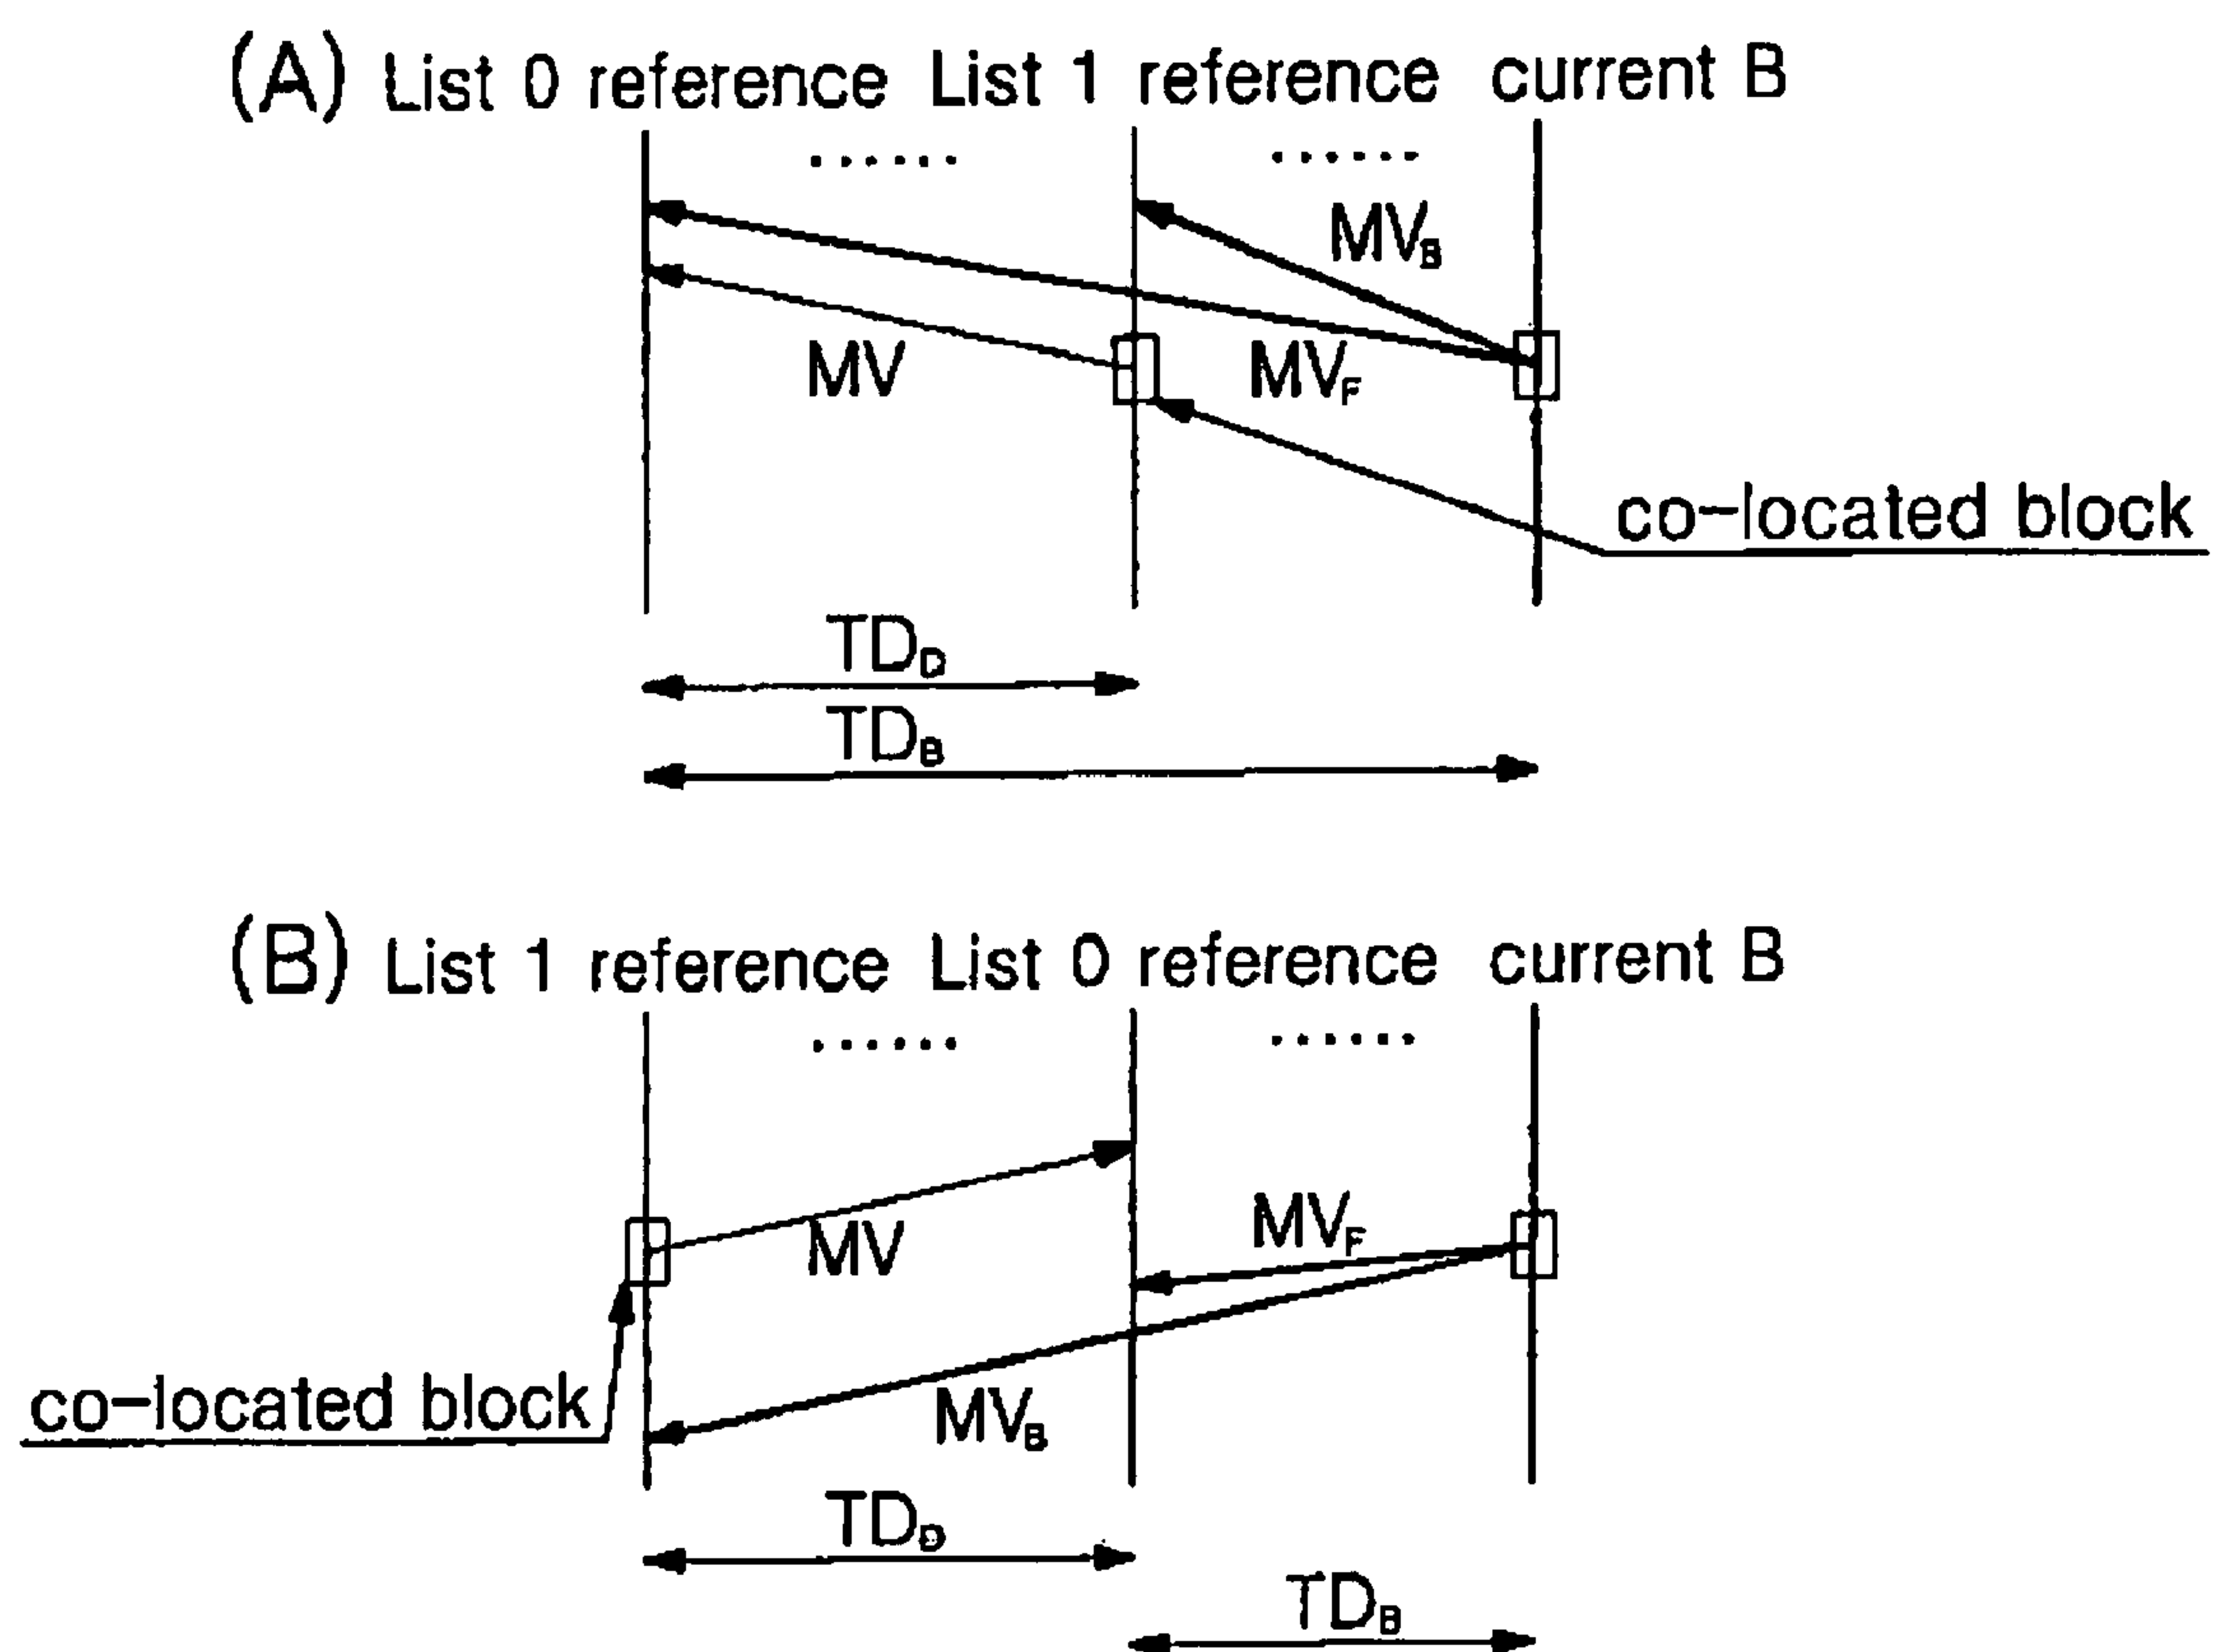 (A) List 0 reference List 1 reference current B
......
......
MV_B
MV
MV_F
co-located block
TD_D
TD_B
(B) List 1 reference List 0 reference current B
......
......
MV
MV_F
co-located block
MV_B
TD_D
TD_B